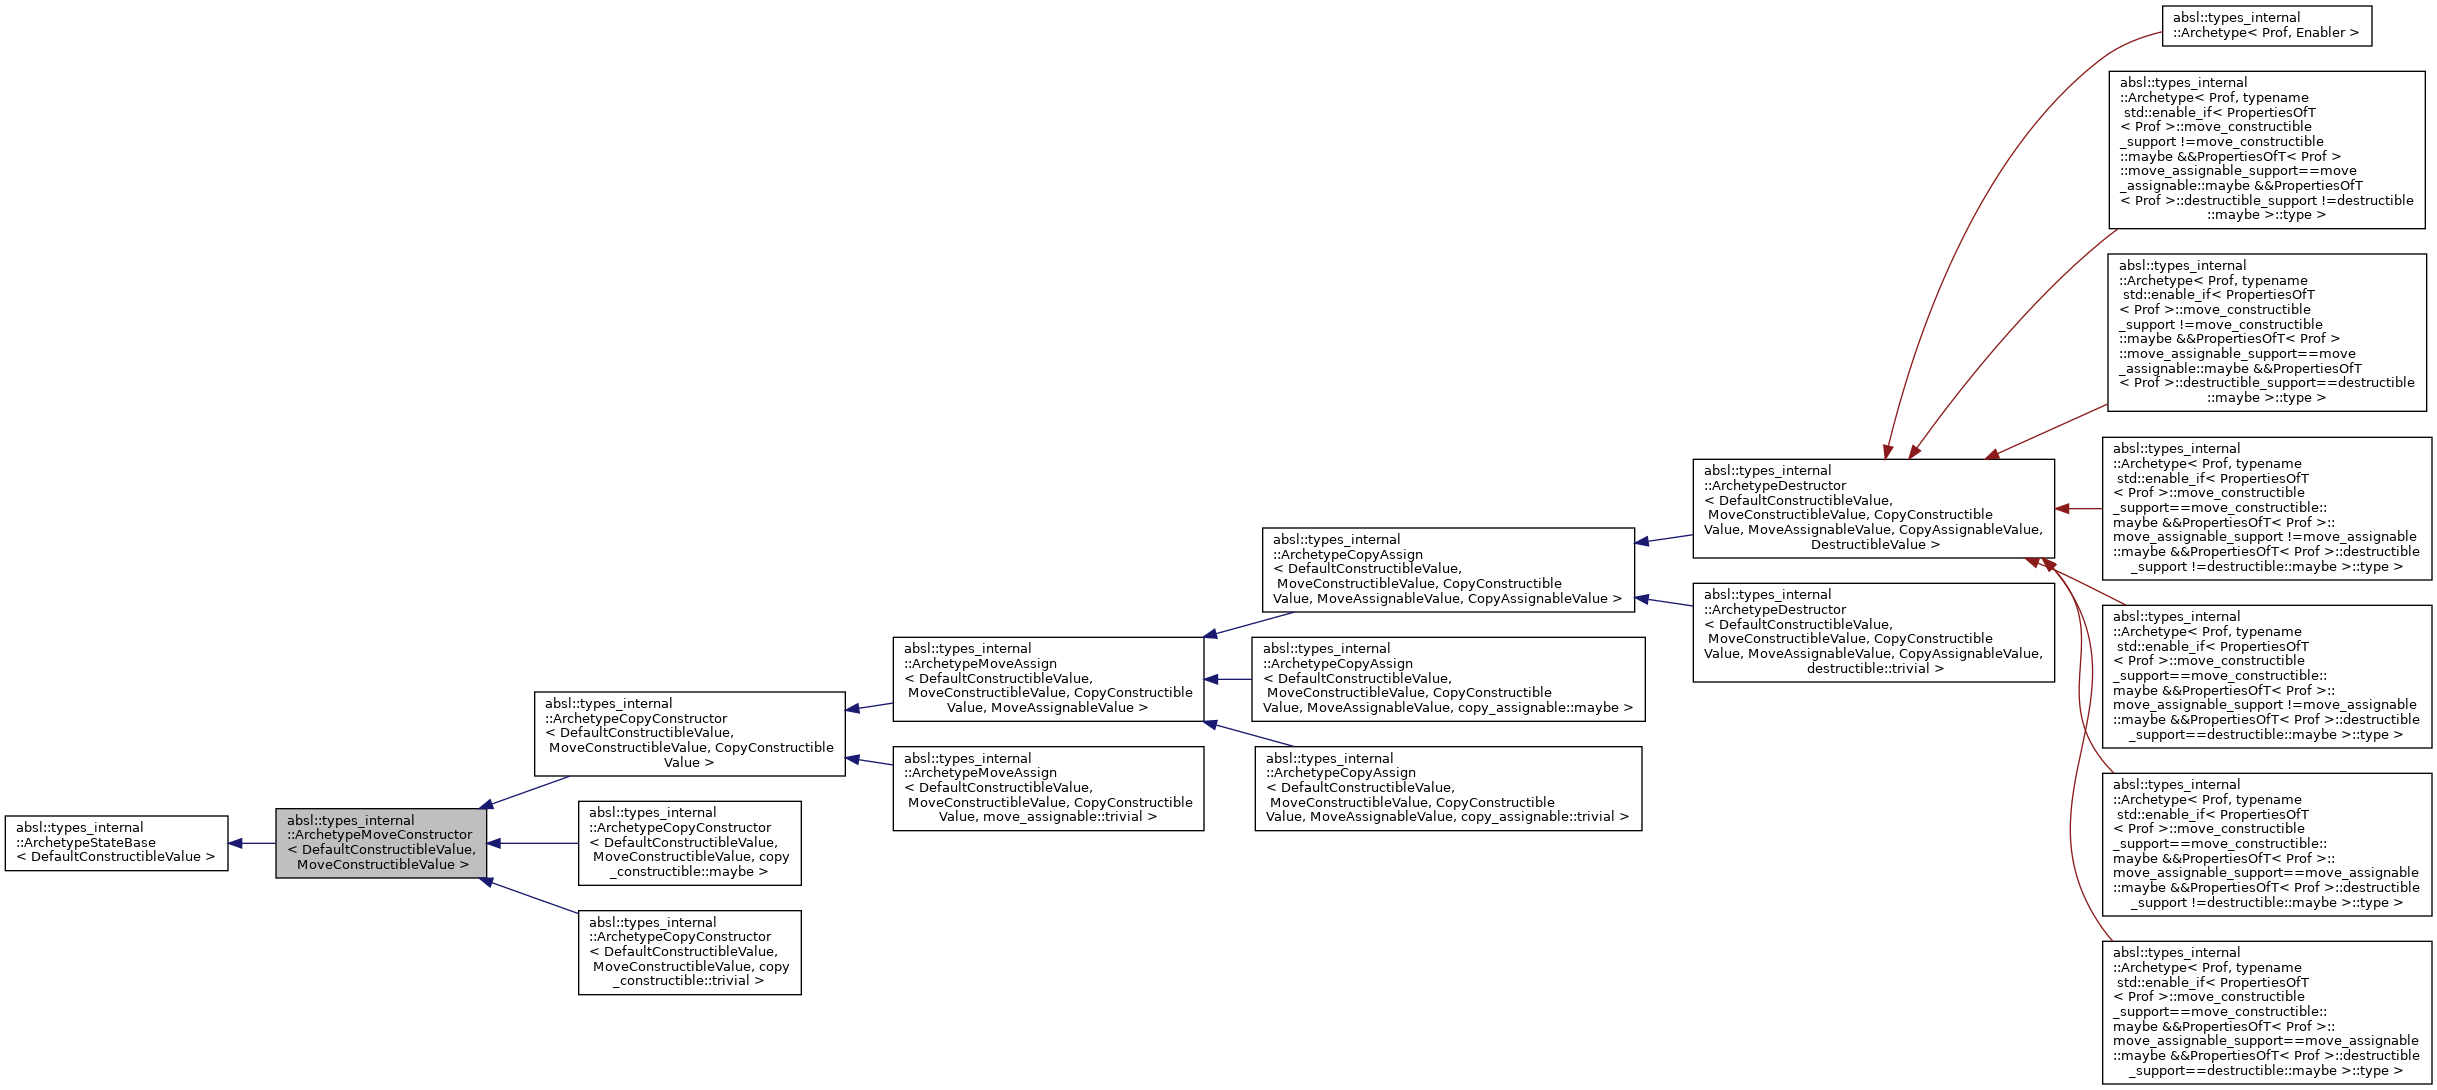 absl::types_internal
::ArchetypeStateBase
< DefaultConstructibleValue >
absl::types_internal
::ArchetypeMoveConstructor
< DefaultConstructibleValue,
MoveConstructibleValue >
absl::types_internal
::ArchetypeCopyConstructor
< DefaultConstructibleValue,
MoveConstructibleValue, CopyConstructible
Value >
absl::types_internal
::ArchetypeCopyConstructor
< DefaultConstructibleValue,
MoveConstructibleValue, copy
_constructible::maybe >
absl::types_internal
::ArchetypeCopyConstructor
< DefaultConstructibleValue,
MoveConstructibleValue, copy
_constructible::trivial >
absl::types_internal
::ArchetypeMoveAssign
< DefaultConstructibleValue,
MoveConstructibleValue, CopyConstructible
Value, MoveAssignableValue >
absl::types_internal
::ArchetypeMoveAssign
< DefaultConstructibleValue,
MoveConstructibleValue, CopyConstructible
Value, move_assignable::trivial >
absl::types_internal
::ArchetypeCopyAssign
< DefaultConstructibleValue,
MoveConstructibleValue, CopyConstructible
Value, MoveAssignableValue, CopyAssignableValue >
absl::types_internal
::ArchetypeCopyAssign
< DefaultConstructibleValue,
MoveConstructibleValue, CopyConstructible
Value, MoveAssignableValue, copy_assignable::maybe >
absl::types_internal
::ArchetypeCopyAssign
< DefaultConstructibleValue,
MoveConstructibleValue, CopyConstructible
Value, MoveAssignableValue, copy_assignable::trivial >
absl::types_internal
::ArchetypeDestructor
< DefaultConstructibleValue,
MoveConstructibleValue, CopyConstructible
Value, MoveAssignableValue, CopyAssignableValue,
DestructibleValue >
absl::types_internal
::ArchetypeDestructor
< DefaultConstructibleValue,
MoveConstructibleValue, CopyConstructible
Value, MoveAssignableValue, CopyAssignableValue,
destructible::trivial >
absl::types_internal
::Archetype< Prof, Enabler >
absl::types_internal
::Archetype< Prof, typename
std::enable_if< PropertiesOfT
< Prof >::move_constructible
_support !=move_constructible
::maybe &&PropertiesOfT< Prof >
::move_assignable_support==move
_assignable::maybe &&PropertiesOfT
< Prof >::destructible_support !=destructible
::maybe >::type >
absl::types_internal
::Archetype< Prof, typename
std::enable_if< PropertiesOfT
< Prof >::move_constructible
_support !=move_constructible
::maybe &&PropertiesOfT< Prof >
::move_assignable_support==move
_assignable::maybe &&PropertiesOfT
< Prof >::destructible_support==destructible
::maybe >::type >
absl::types_internal
::Archetype< Prof, typename
std::enable_if< PropertiesOfT
< Prof >::move_constructible
_support==move_constructible::
maybe &&PropertiesOfT< Prof >::
move_assignable_support !=move_assignable
::maybe &&PropertiesOfT< Prof >::destructible
_support !=destructible::maybe >::type >
absl::types_internal
::Archetype< Prof, typename
std::enable_if< PropertiesOfT
< Prof >::move_constructible
_support==move_constructible::
maybe &&PropertiesOfT< Prof >::
move_assignable_support !=move_assignable
::maybe &&PropertiesOfT< Prof >::destructible
_support==destructible::maybe >::type >
absl::types_internal
::Archetype< Prof, typename
std::enable_if< PropertiesOfT
< Prof >::move_constructible
_support==move_constructible::
maybe &&PropertiesOfT< Prof >::
move_assignable_support==move_assignable
::maybe &&PropertiesOfT< Prof >::destructible
_support !=destructible::maybe >::type >
absl::types_internal
::Archetype< Prof, typename
std::enable_if< PropertiesOfT
< Prof >::move_constructible
_support==move_constructible::
maybe &&PropertiesOfT< Prof >::
move_assignable_support==move_assignable
::maybe &&PropertiesOfT< Prof >::destructible
_support==destructible::maybe >::type >